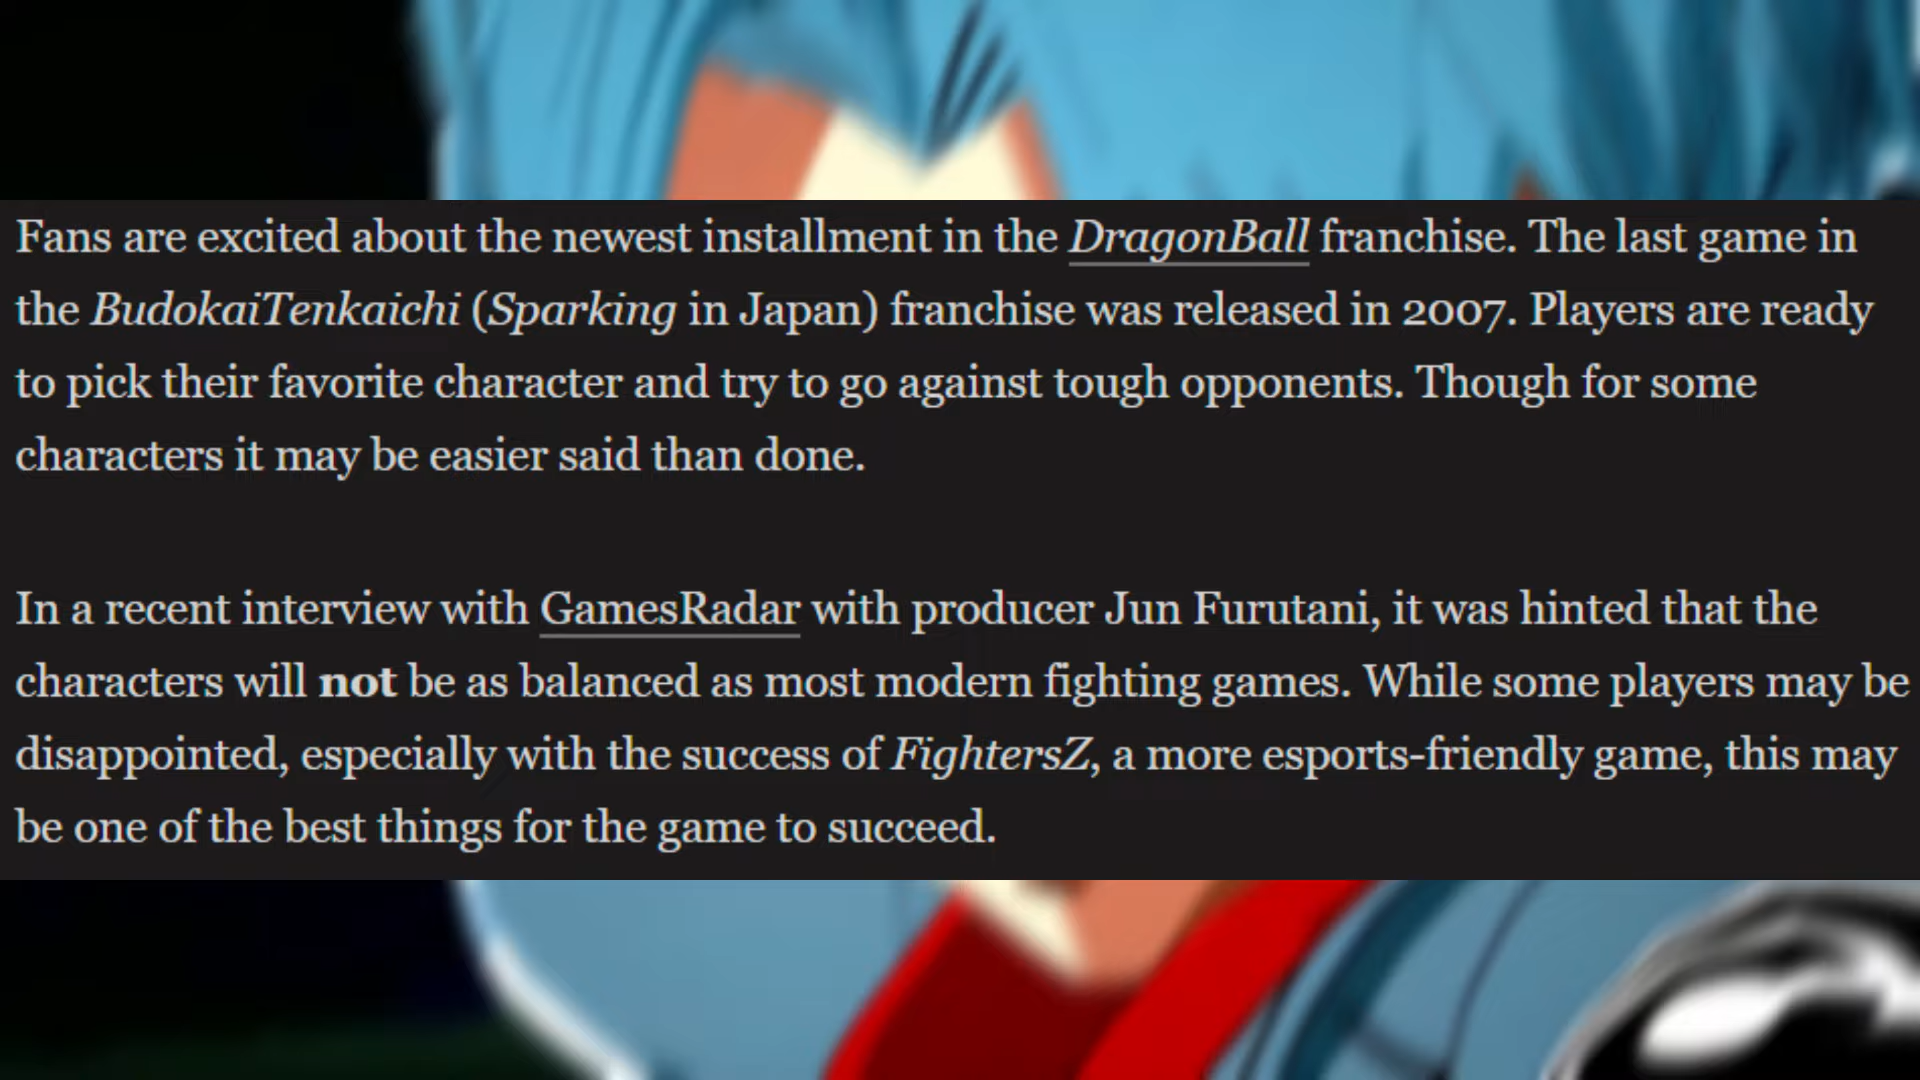 Fans are excited about the newest installment in the DragonBall franchise. The last game in
the BudokaiTenkaichi (Sparking in Japan) franchise was released in 2007. Players are ready
to pick their favorite character and try to go against tough opponents. Though for some
characters it may be easier said than done.
In a recent interview with GamesRadar with producer Jun Furutani, it was hinted that the
characters will not be as balanced as most modern fighting games. While some players may be
disappointed, especially with the success of FightersZ, a more esports-friendly game, this may
be one of the best things for the game to succeed.